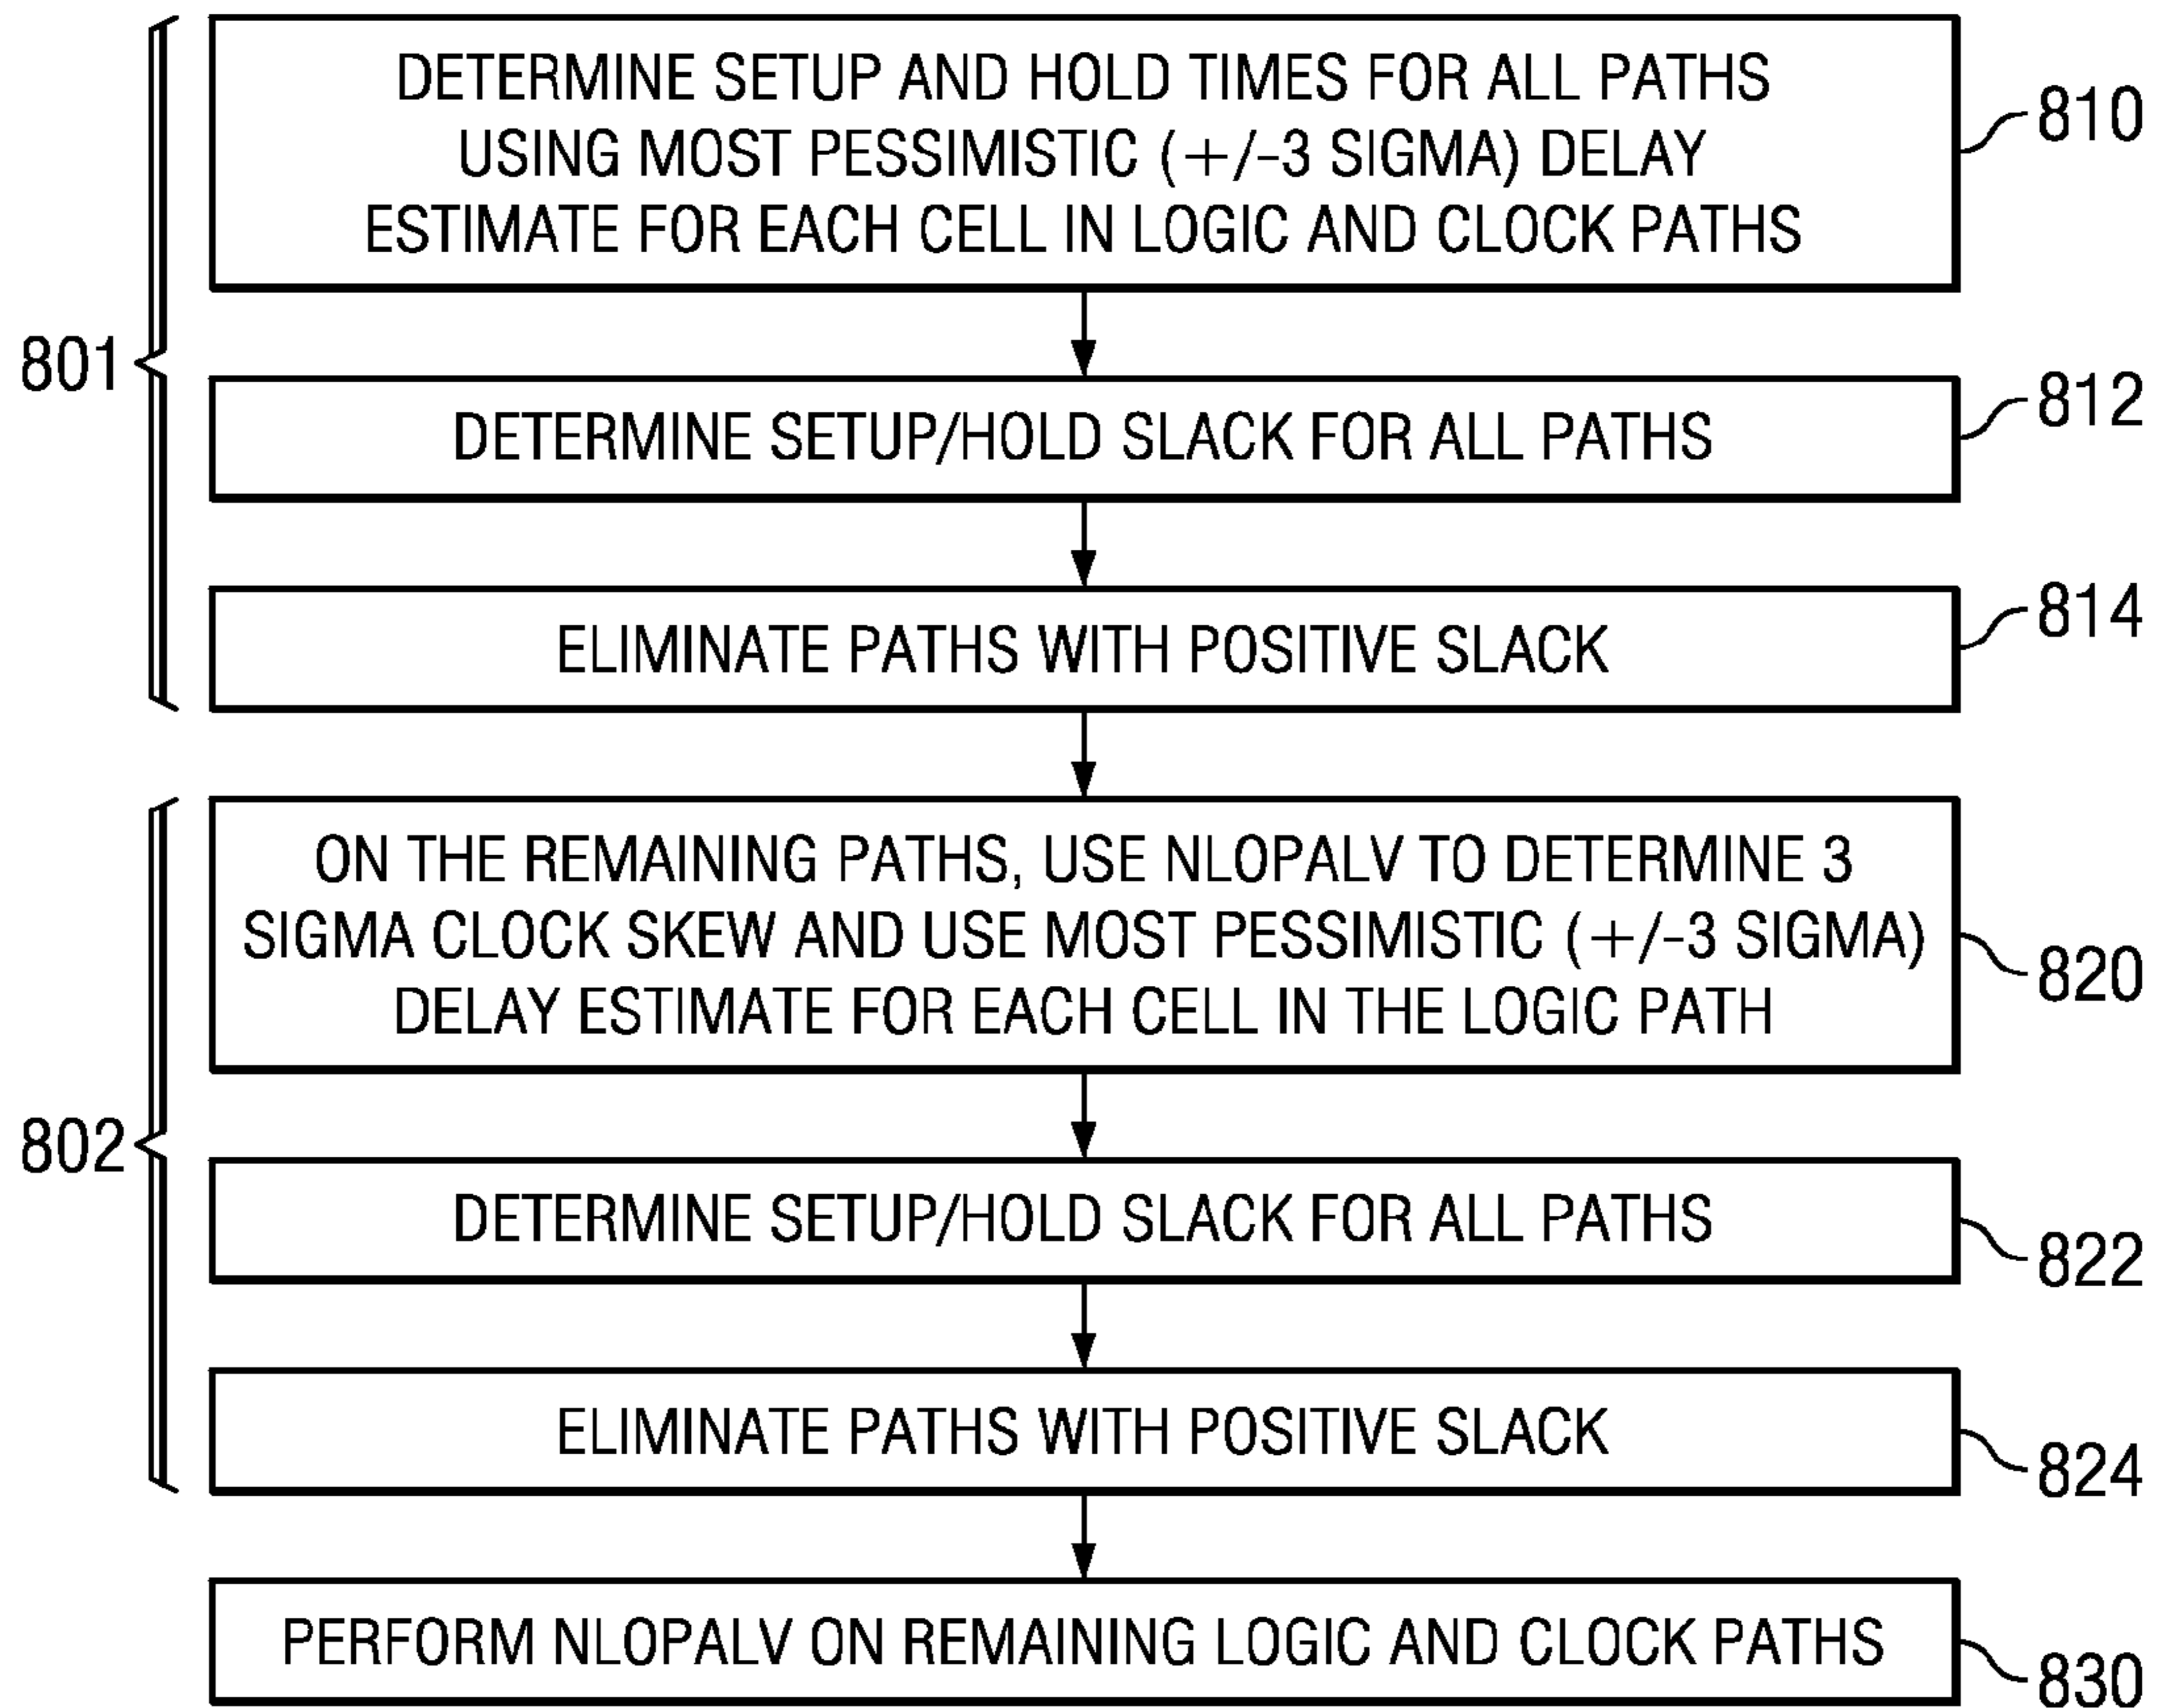 DETERMINE SETUP AND HOLD TIMES FOR ALL PATHS
USING MOST PESSIMISTIC (+/-3 SIGMA) DELAY
ESTIMATE FOR EACH CELL IN LOGIC AND CLOCK PATHS
810
801
DETERMINE SETUP/HOLD SLACK FOR ALL PATHS
812
ELIMINATE PATHS WITH POSITIVE SLACK
814
ON THE REMAINING PATHS, USE NLOPALV TO DETERMINE 3
SIGMA CLOCK SKEW AND USE MOST PESSIMISTIC (+/-3 SIGMA)
DELAY ESTIMATE FOR EACH CELL IN THE LOGIC PATH
820
802
DETERMINE SETUP/HOLD SLACK FOR ALL PATHS
822
ELIMINATE PATHS WITH POSITIVE SLACK
824
PERFORM NLOPALV ON REMAINING LOGIC AND CLOCK PATHS
830